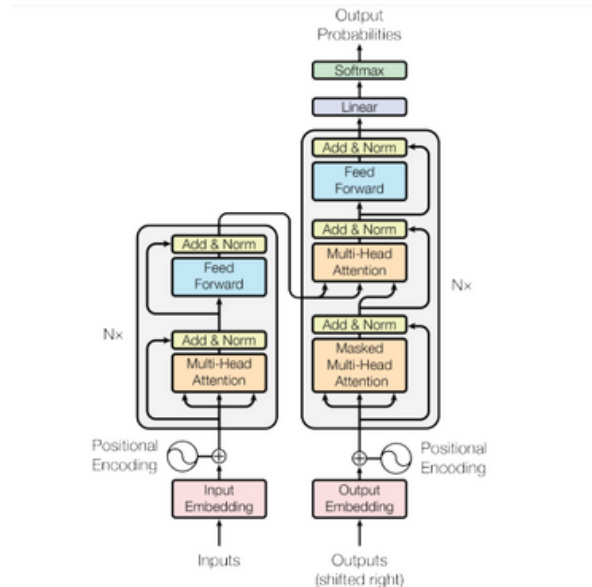 Output
Probabilities
Softmax
Linear
Add & Norm
Feed
Forward
Add & Norm
Multi-Head
Attention
Add & Norm
Masked
Multi-Head
Attention
Nx
Add & Norm
Feed
Forward
Add & Norm
Multi-Head
Attention
Nx
Positional
Encoding
Positional
Encoding
Input
Embedding
Output
Embedding
Inputs
Outputs
(shifted right)